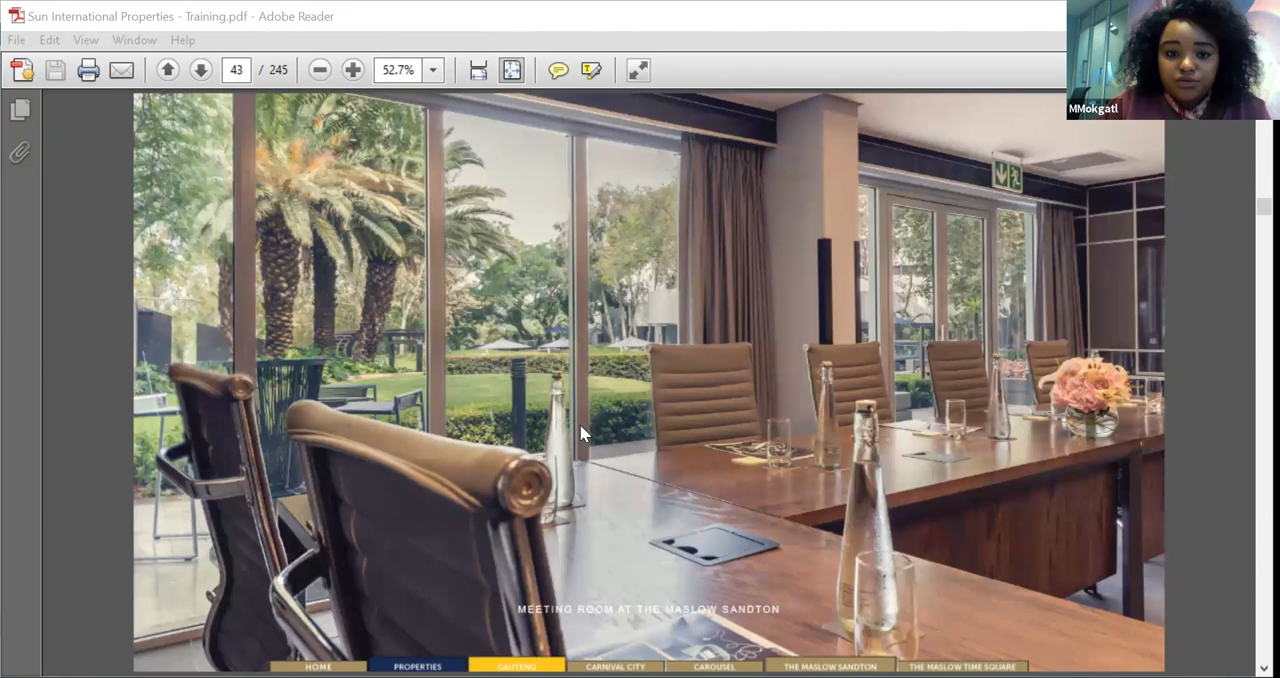 Sun International Properties - Training.pdf - Adobe Reader
File Edit View Window Help
43 / 245 52.7%
MMokgatl
MEETING ROOM AT THE MASLOW SANDTON
HOME PROPERTIES GAUTENG CARNIVAL CITY CAROUSEL THE MASLOW SANDTON THE MASLOW TIME SQUARE